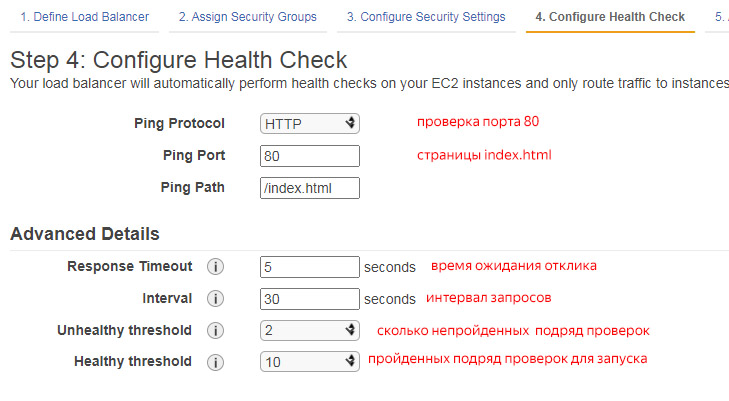 1. Define Load Balancer 2. Assign Security Groups 3. Configure Security Settings 4. Configure Health Check 5.
Step 4: Configure Health Check
Your load balancer will automatically perform health checks on your EC2 instances and only route traffic to instances
Ping Protocol HTTP проверка порта 80
Ping Port 80 страницы index.html
Ping Path /index.html
Advanced Details
Response Timeout i 5 seconds время ожидания отклика
Interval i 30 seconds интервал запросов
Unhealthy threshold i 2 сколько непройденных подряд проверок
Healthy threshold i 10 пройденных подряд проверок для запуска